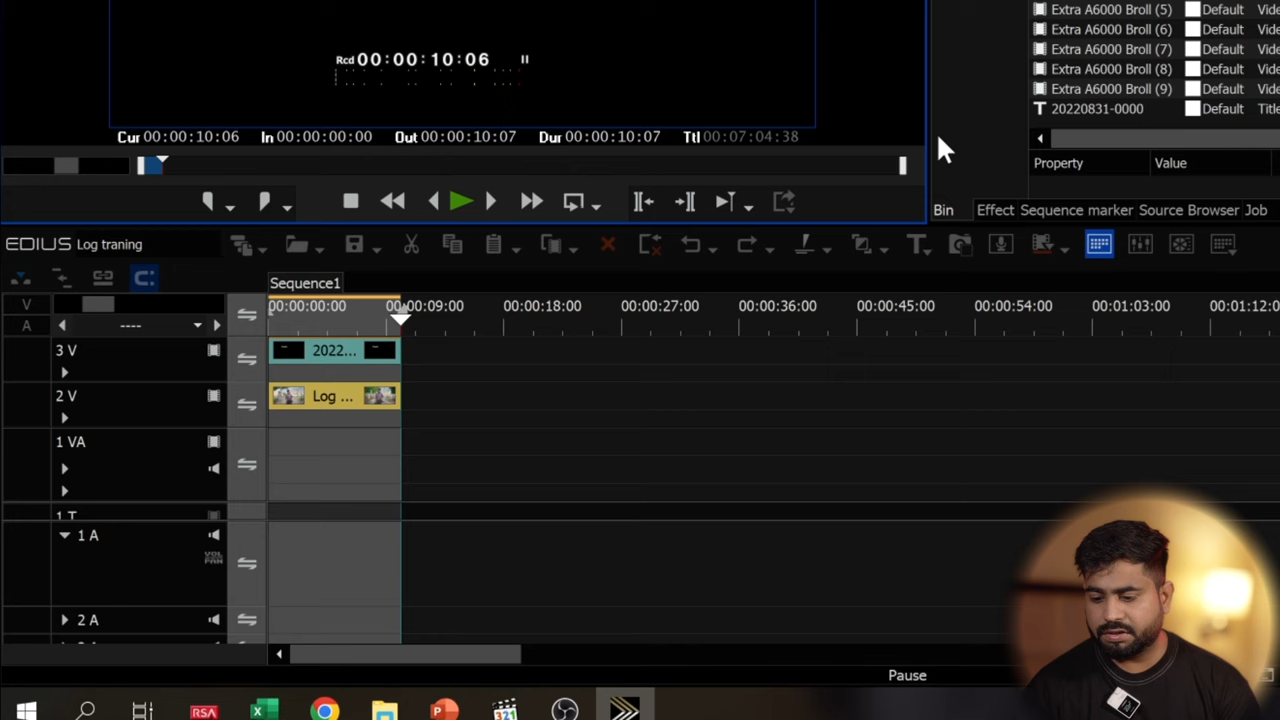 Extra A6000 Broll (5) Default Vide
Extra A6000 Broll (6) Default Vide
Extra A6000 Broll (7) Default Vide
Extra A6000 Broll (8) Default Vide
Extra A6000 Broll (9) Default Vide
T 20220831-0000 Default Title
Rcd 00:00:10:06 II
Cur 00:00:10:06 In 00:00:00:00 Out 00:00:10:07 Dur 00:00:10:07 Ttl 00:07:04:38
Property Value
Bin Effect Sequence marker Source Browser Job
EDIUS Log traning
Sequence1
V 00:00:00:00 00:00:09:00 00:00:18:00 00:00:27:00 00:00:36:00 00:00:45:00 00:00:54:00 00:01:03:00 00:01:12:0
A ----
3 V 2022...
2 V Log ...
1 VA
1 T
1 A
VOL
PAN
2 A
Pause
RSA
321